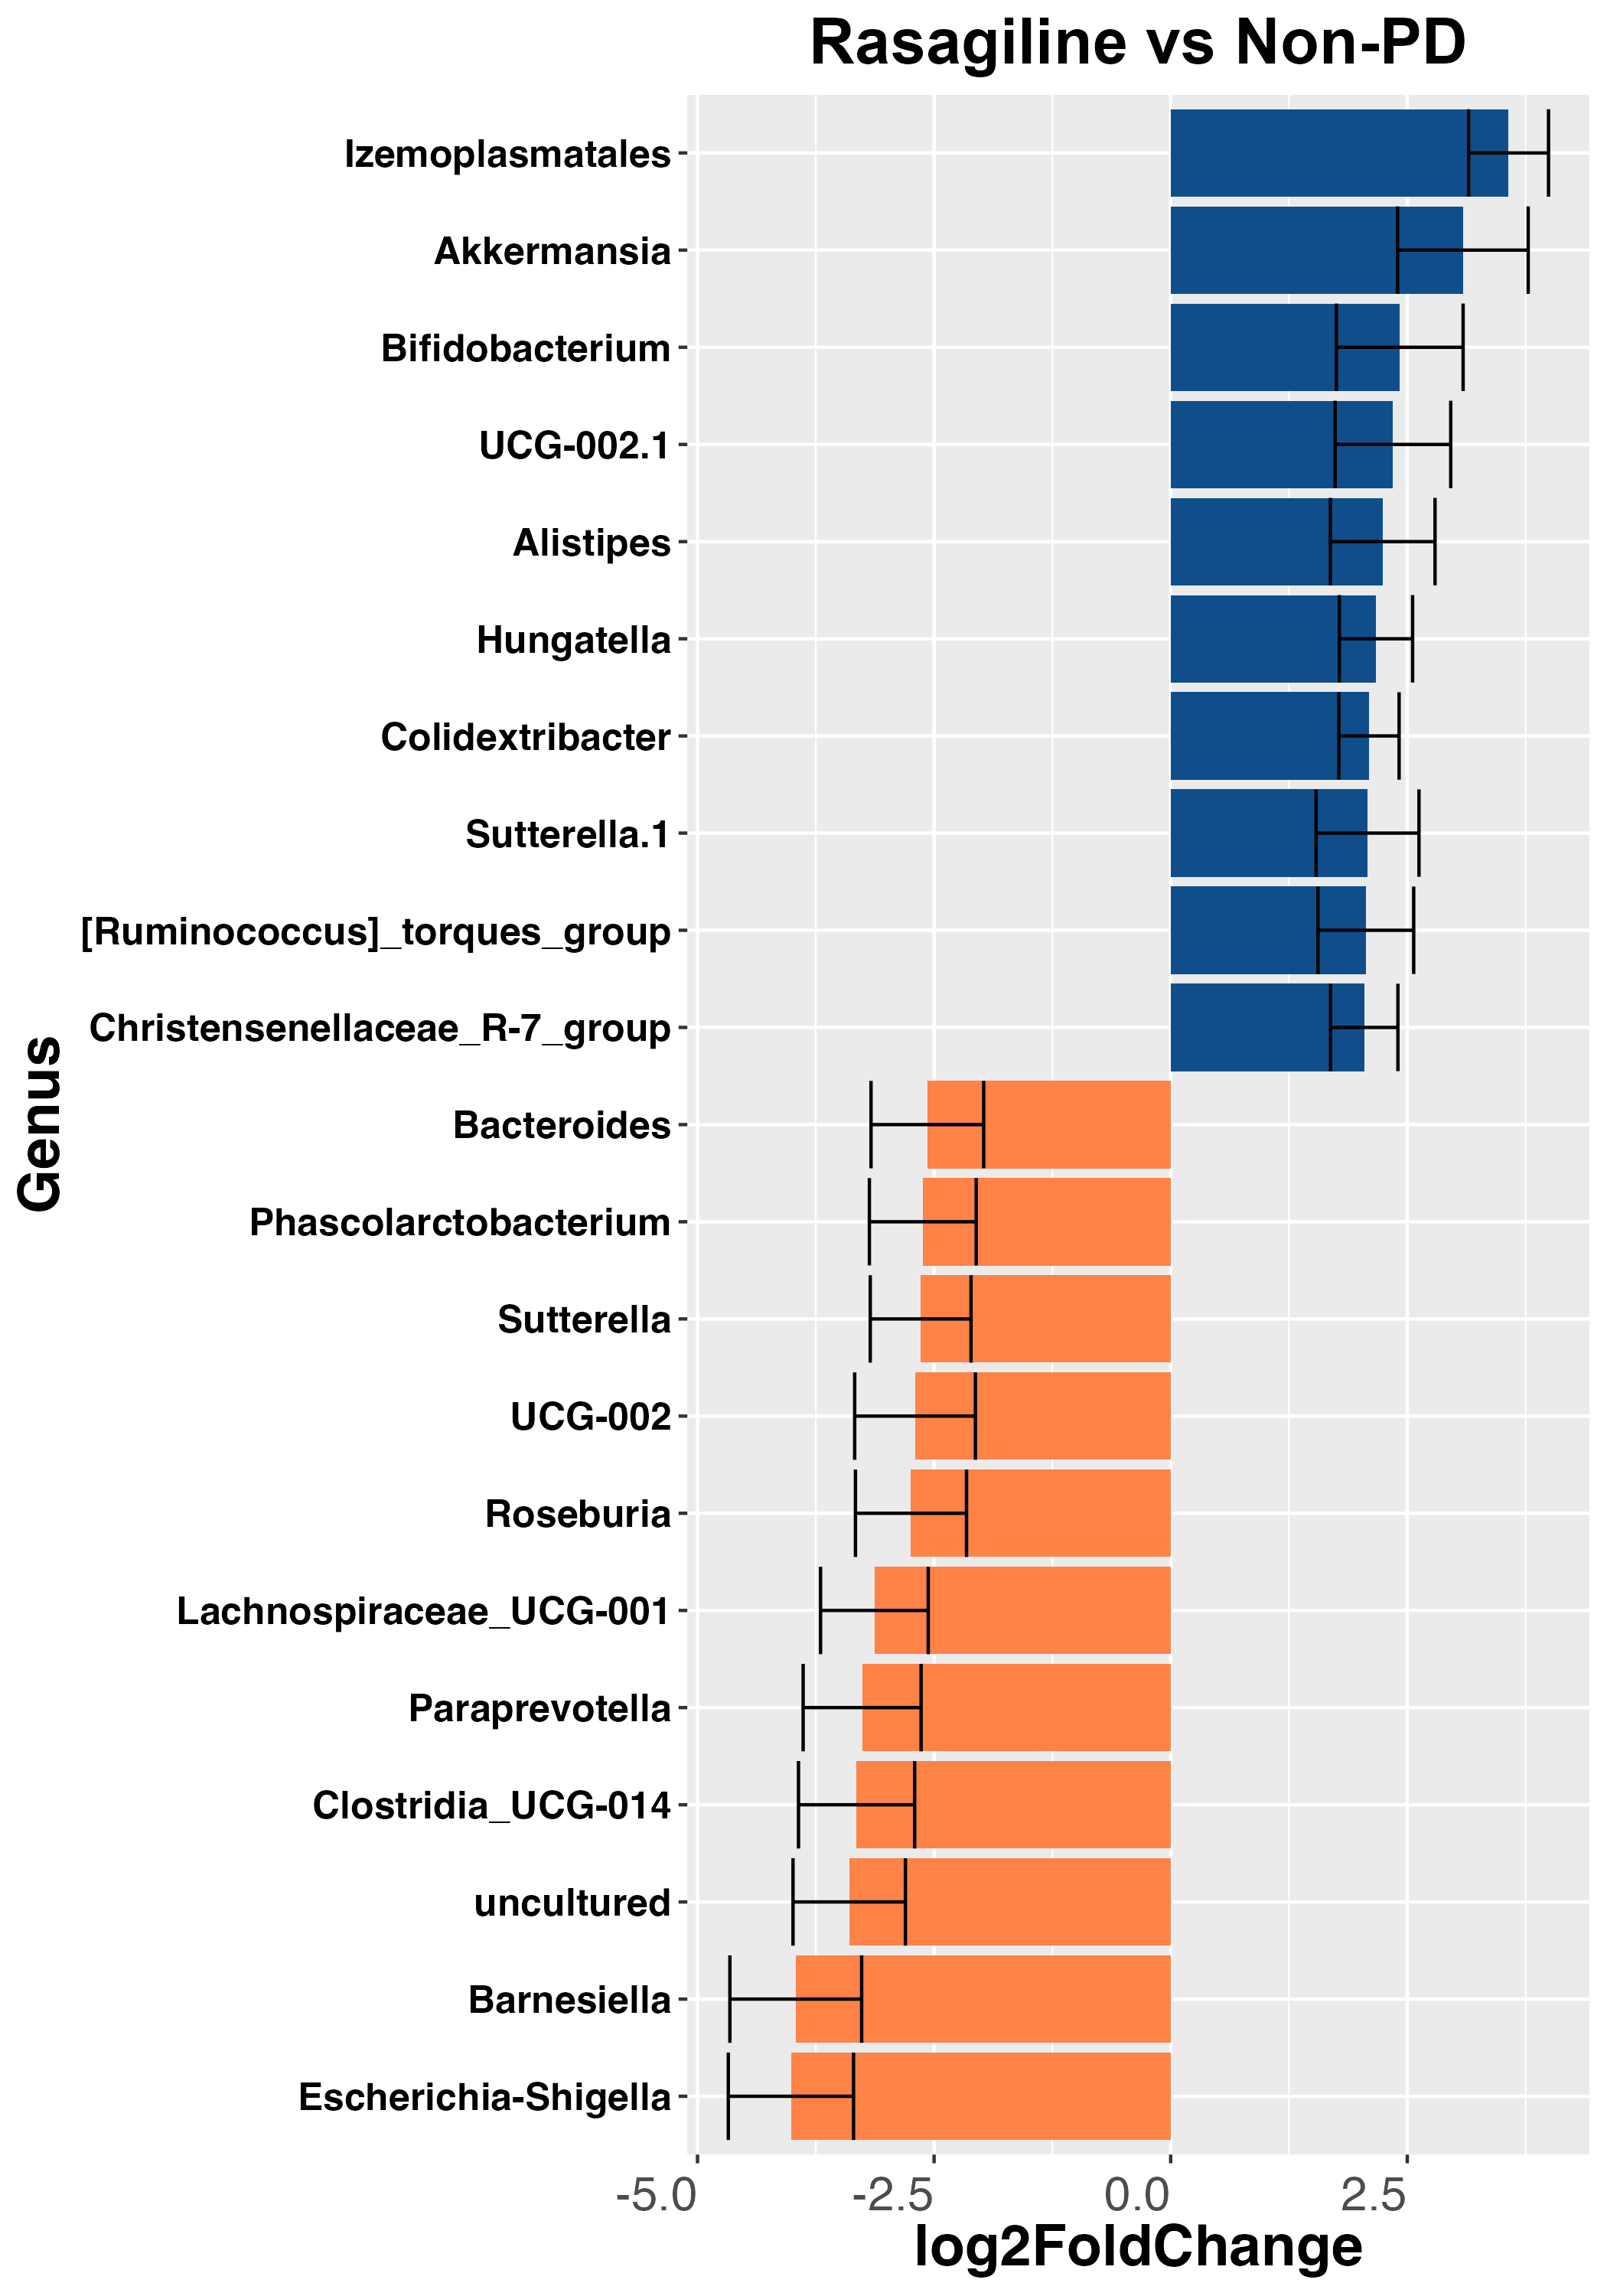 Rasagiline vs Non-PD
Izemoplasmatales
Akkermansia
Bifidobacterium
UCG-002.1
Alistipes
Hungatella
Colidextribacter
Sutterella.1
[Ruminococcus]_torques_group
Christensenellaceae_R-7_group
Bacteroides
Phascolarctobacterium
Sutterella
UCG-002
Roseburia
Lachnospiraceae_UCG-001
Paraprevotella
Clostridia_UCG-014
uncultured
Barnesiella
Escherichia-Shigella
Genus
-5.0 -2.5 0.0 2.5
log2FoldChange